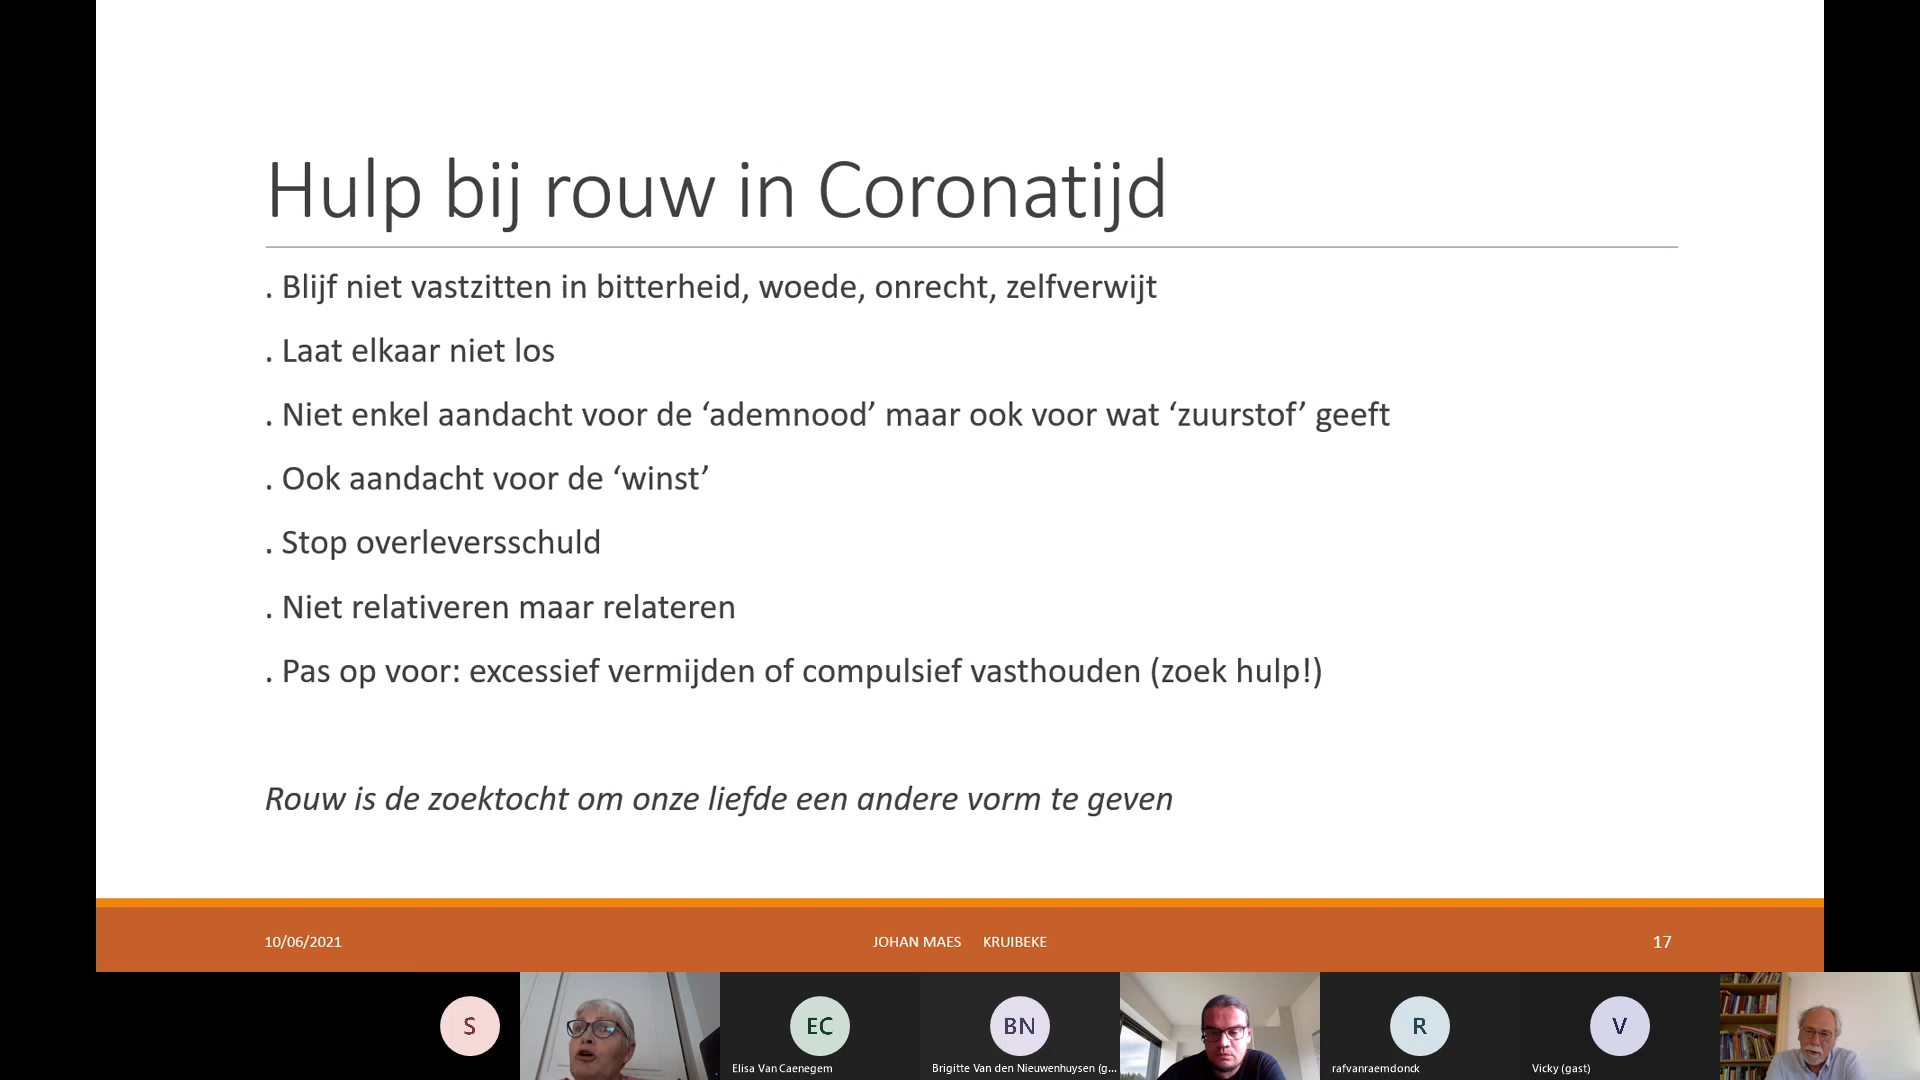 Hulp bij rouw in Coronatijd
. Blijf niet vastzitten in bitterheid, woede, onrecht, zelfverwijt
. Laat elkaar niet los
. Niet enkel aandacht voor de ‘ademnood’ maar ook voor wat ‘zuurstof’ geeft
. Ook aandacht voor de ‘winst’
. Stop overleversschuld
. Niet relativeren maar relateren
. Pas op voor: excessief vermijden of compulsief vasthouden (zoek hulp!)
Rouw is de zoektocht om onze liefde een andere vorm te geven
10/06/2021 JOHAN MAES KRUIBEKE 17
S EC BN R V
Elisa Van Caenegem Brigitte Van den Nieuwenhuysen (g... rafvanraemdonck Vicky (gast)